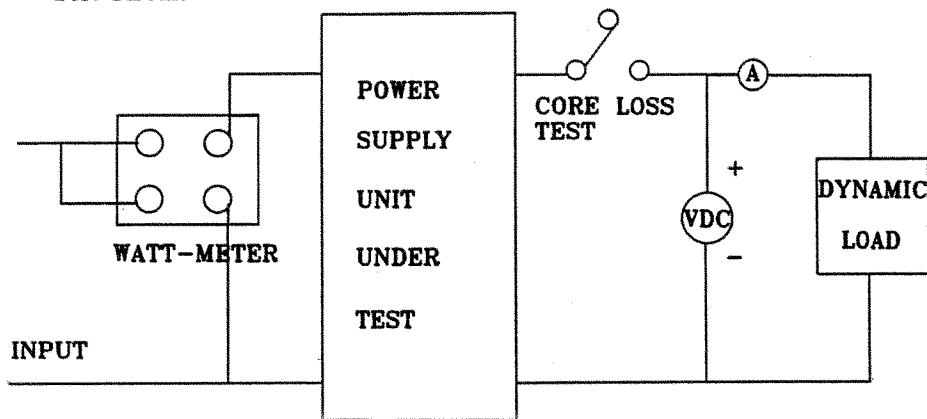 POWER
SUPPLY
UNIT
UNDER
TEST
WATT-METER
INPUT
CORE LOSS
TEST
A
+
VDC
-
DYNAMIC
LOAD